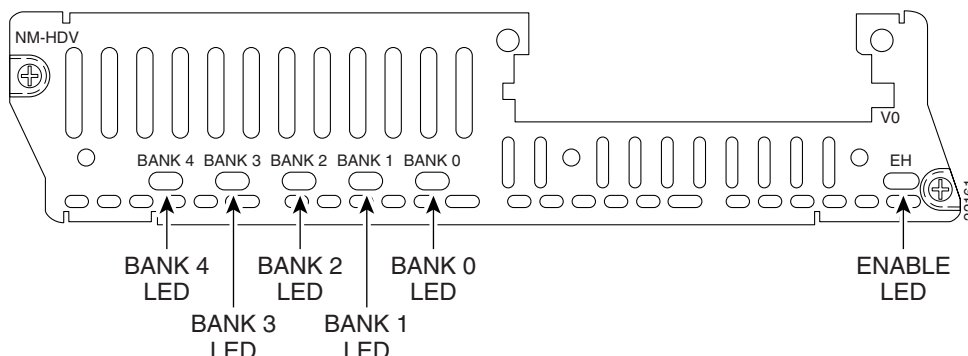 NM-HDV
V0
BANK 4 BANK 3 BANK 2 BANK 1 BANK 0
EH
BANK 4
LED
BANK 2
LED
BANK 0
LED
ENABLE
LED
BANK 3
LED
BANK 1
LED